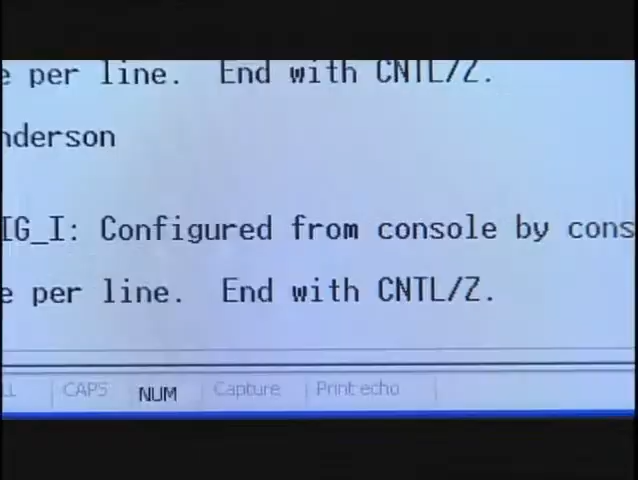 e per line.  End with CNTL/Z.
nderson
IG_I: Configured from console by cons
e per line.  End with CNTL/Z.
LL CAPS NUM Capture Print echo